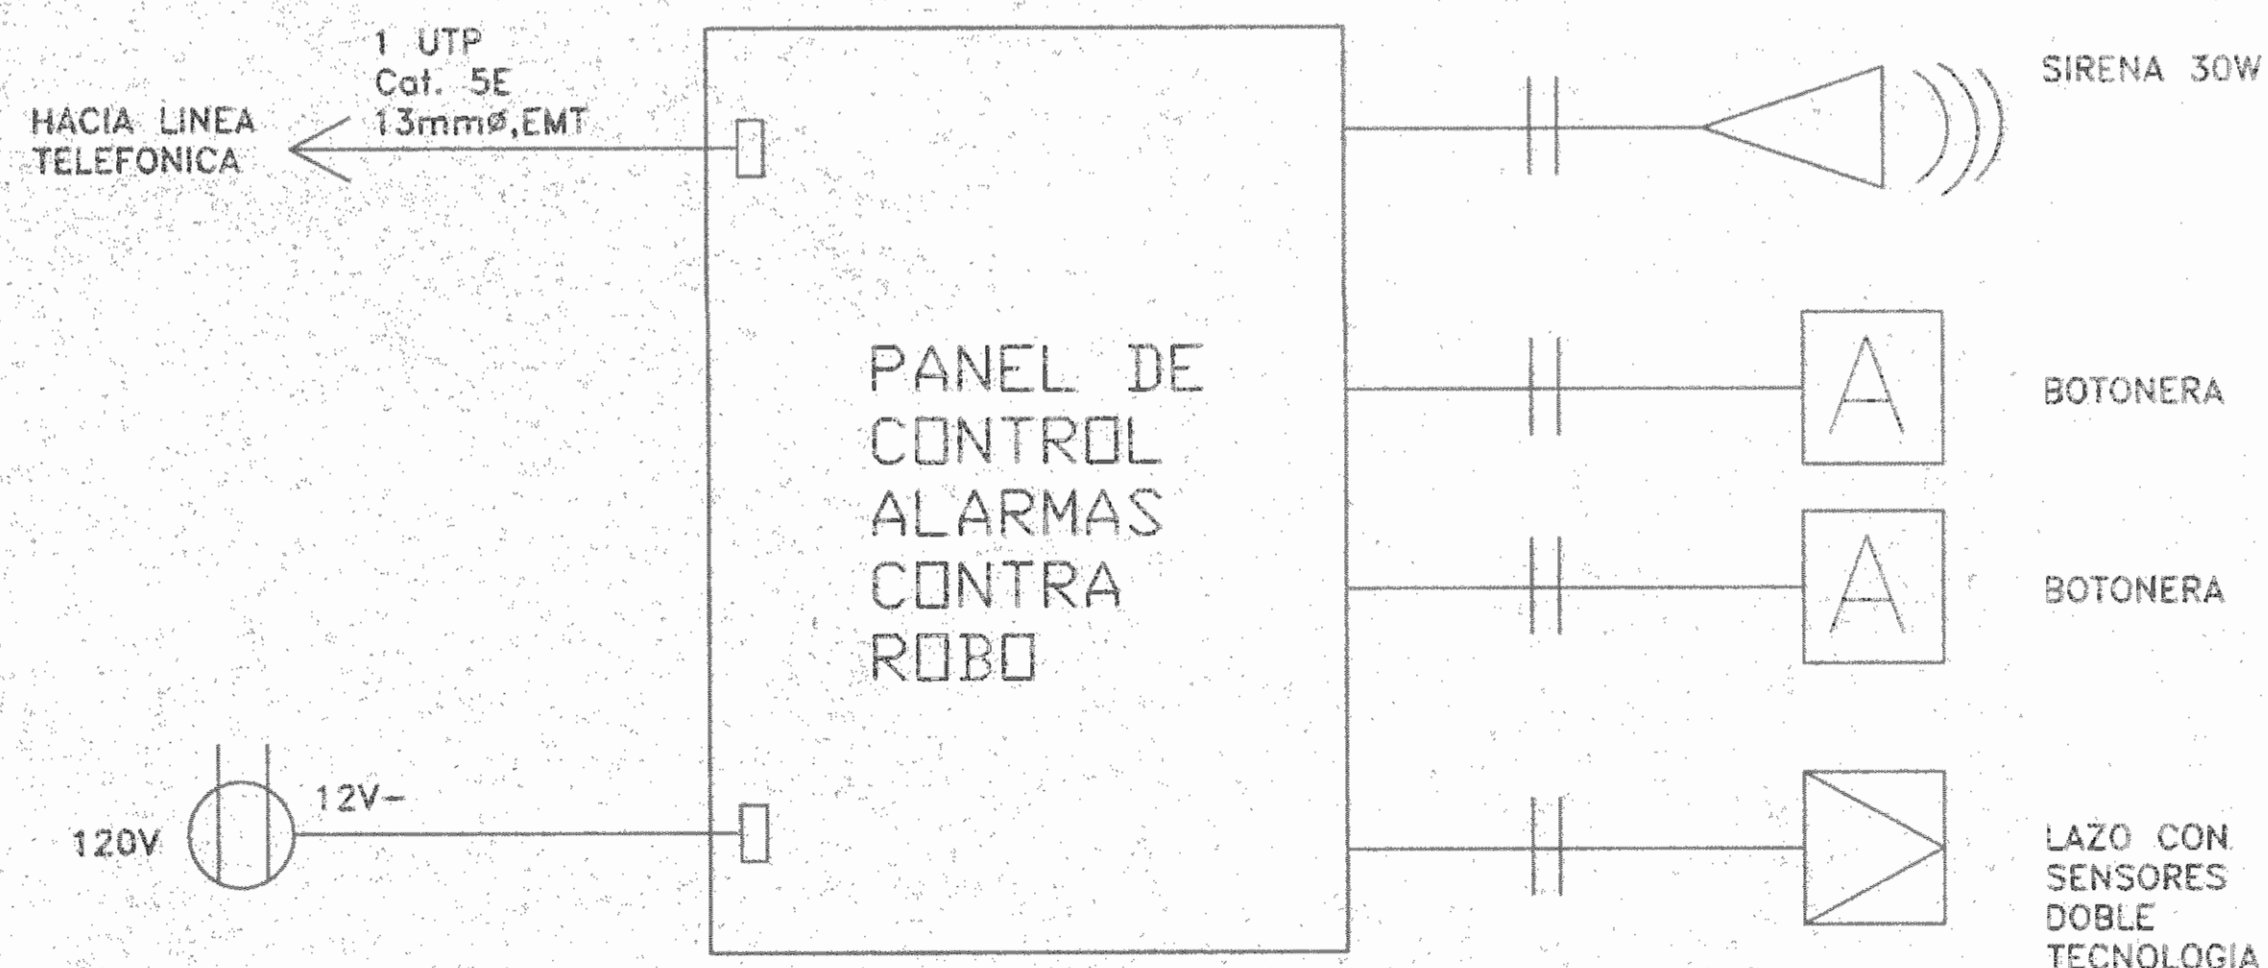 1 UTP
Cat. 5E
13mmø,EMT
HACIA LINEA
TELEFONICA
PANEL DE
CONTROL
ALARMAS
CONTRA
ROBO
120V
12V-
SIRENA 30W
A
BOTONERA
A
BOTONERA
LAZO CON
SENSORES
DOBLE
TECNOLOGIA